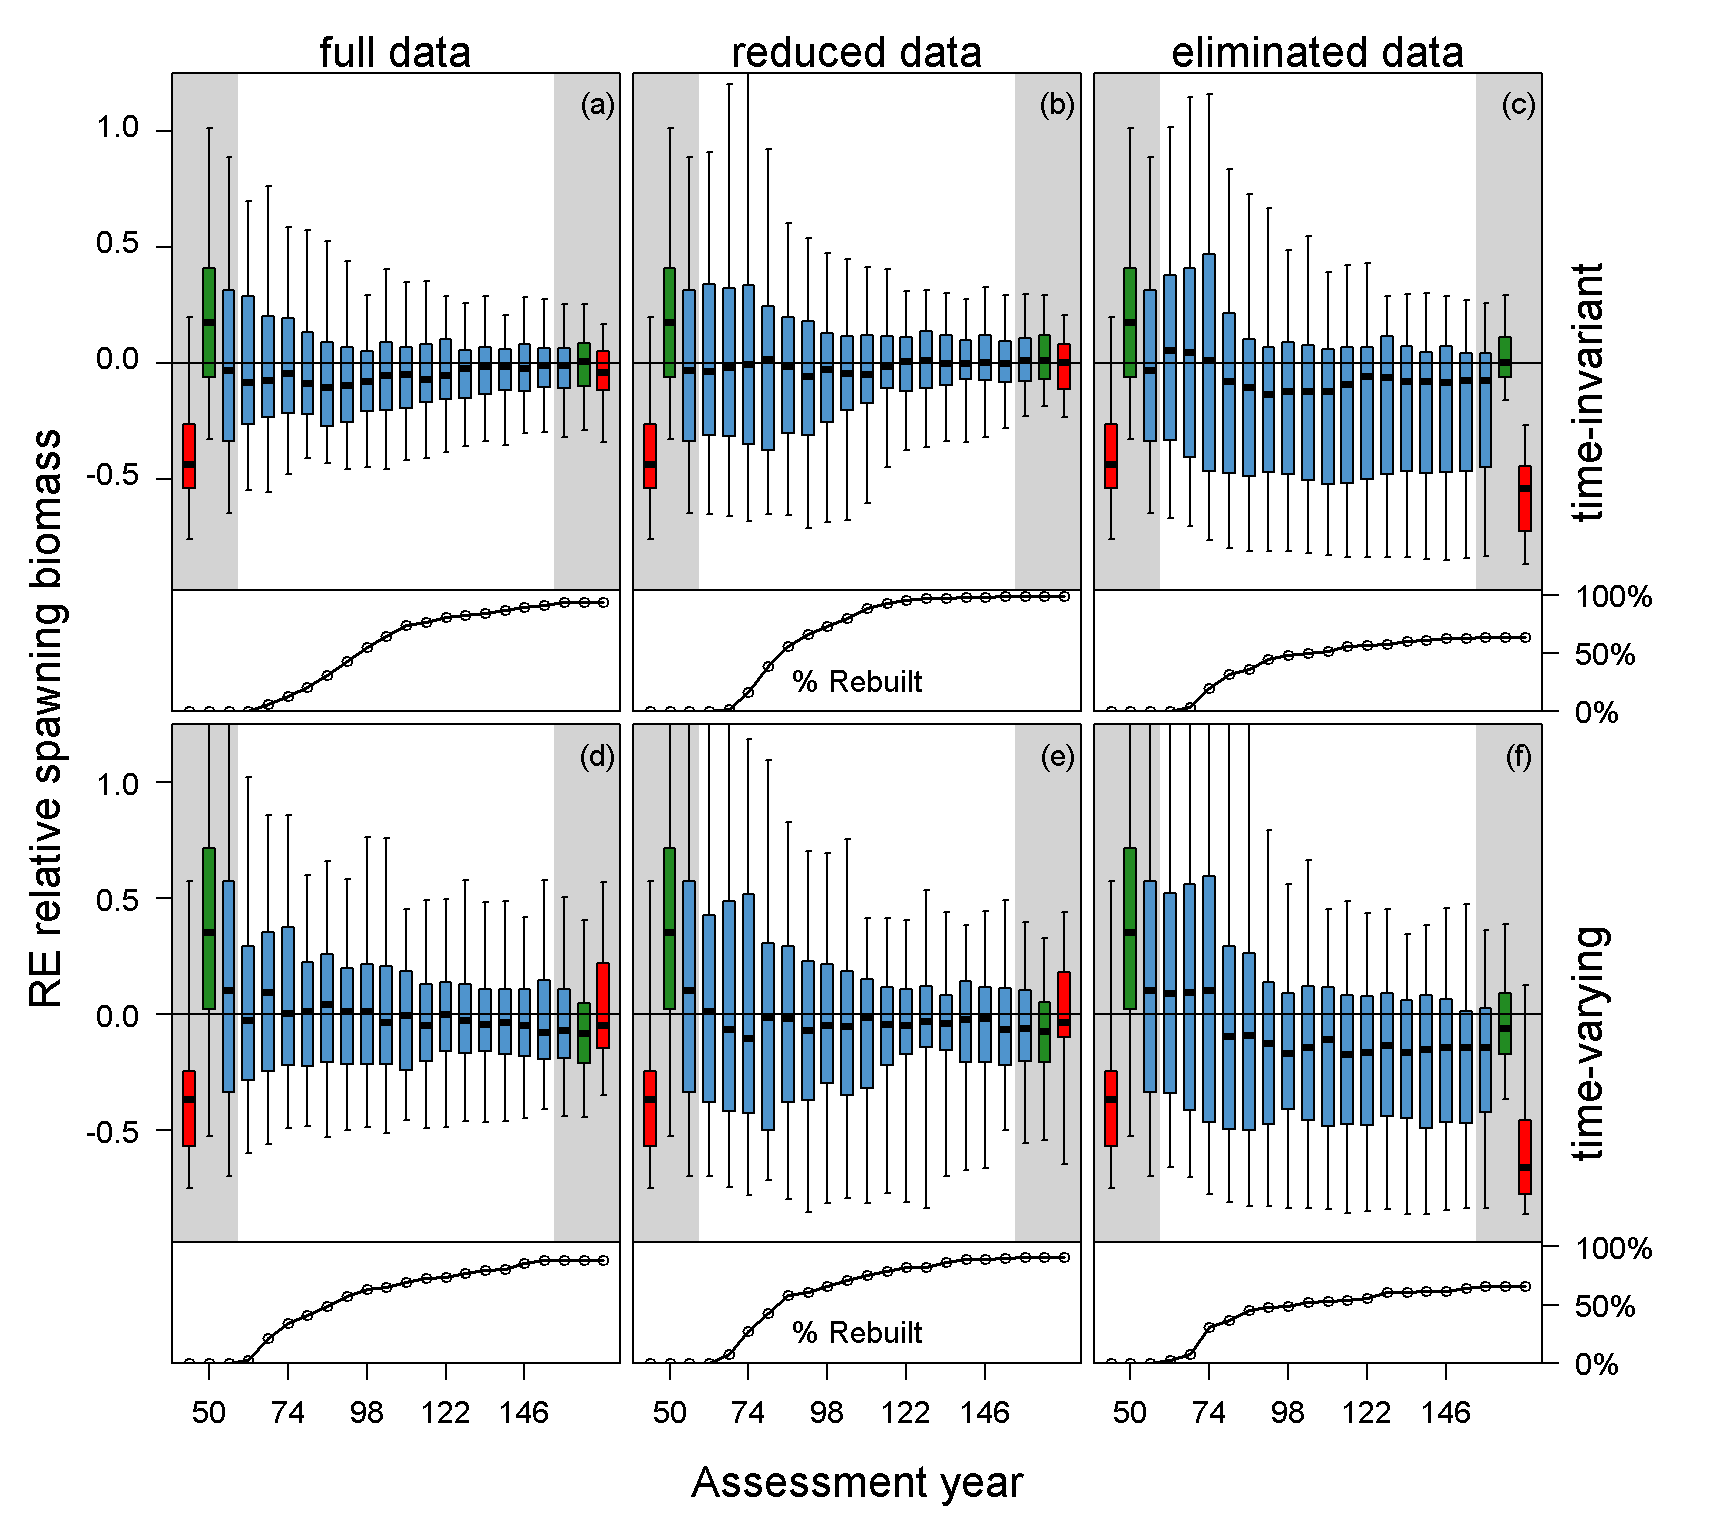 full data
reduced data
eliminated data
(a)
(b)
(c)
1.0
0.5
0.0
-0.5
RE relative spawning biomass
time-invariant
% Rebuilt
100%
50%
0%
(d)
(e)
(f)
1.0
0.5
0.0
-0.5
time-varying
% Rebuilt
100%
50%
0%
50 74 98 122 146
50 74 98 122 146
50 74 98 122 146
Assessment year